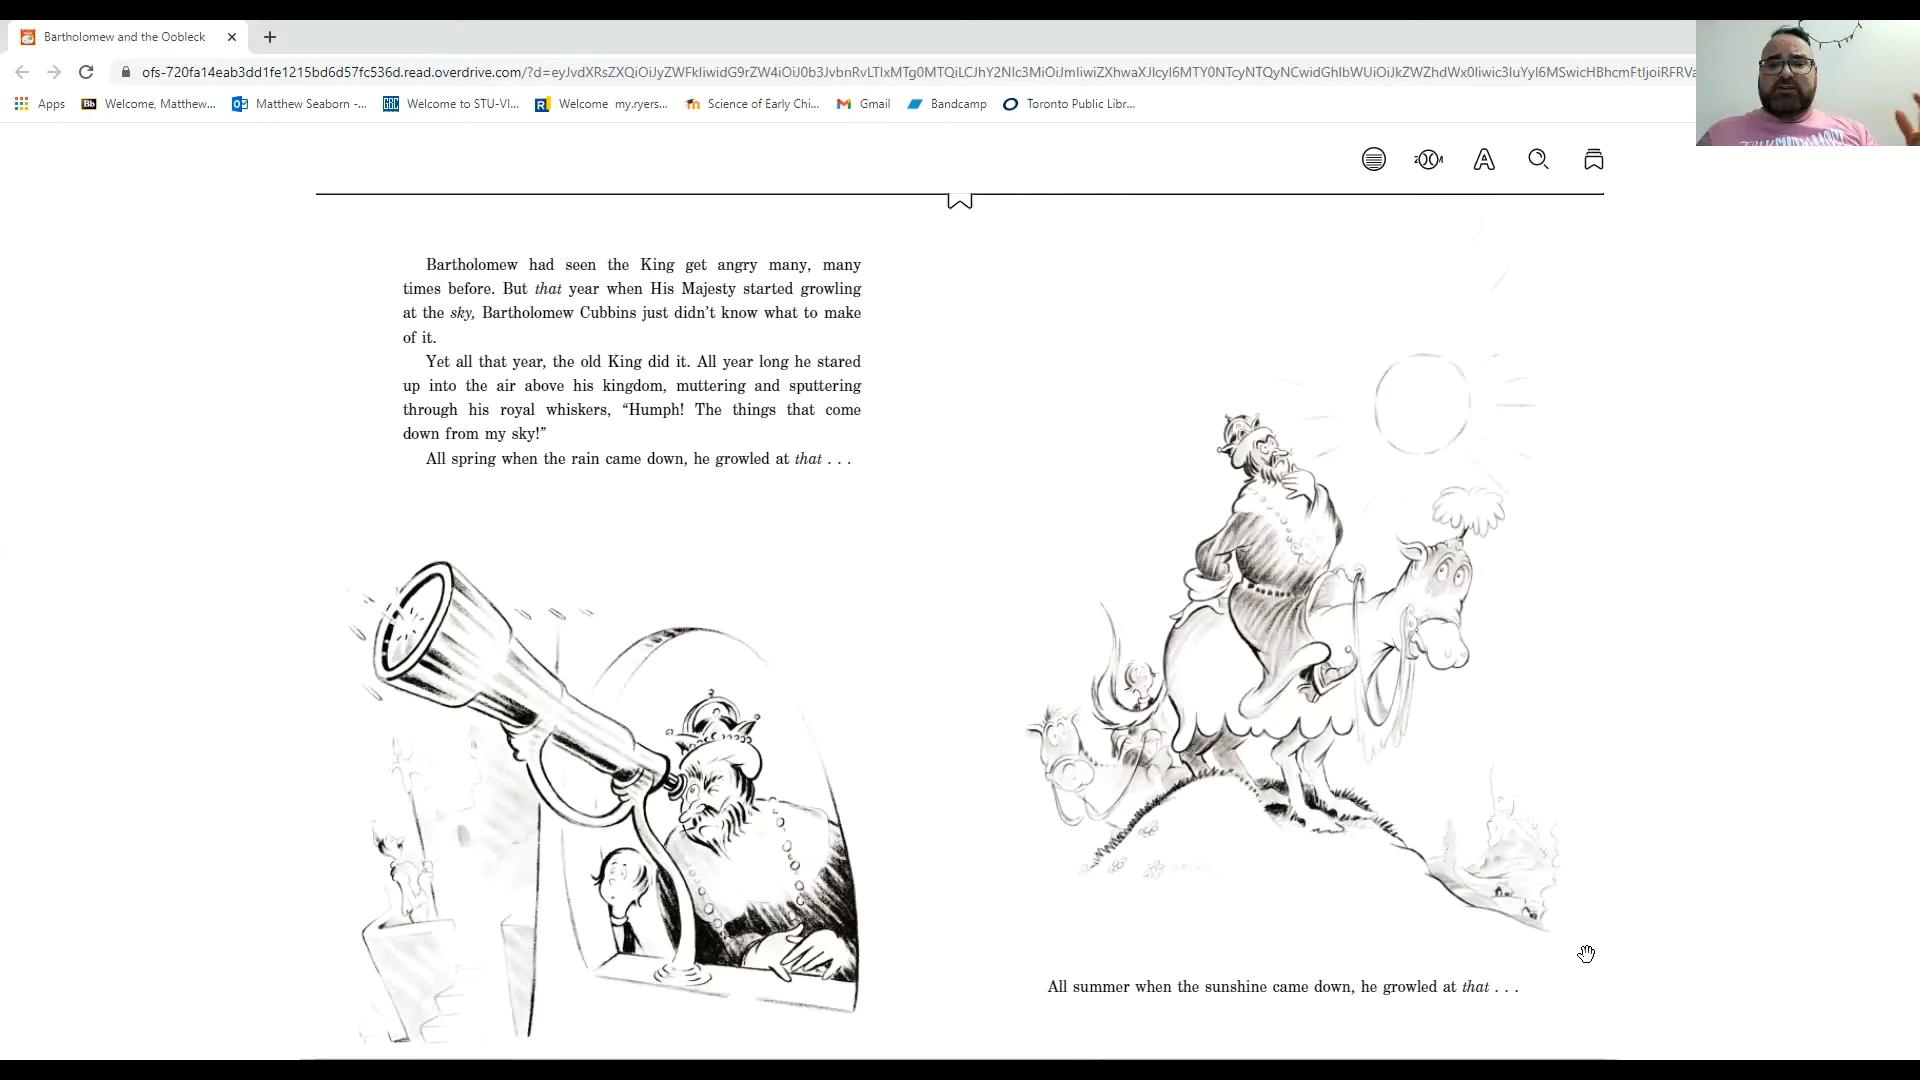 Bartholomew and the Oobleck
Apps
Welcome, Matthew...
Matthew Seaborn -...
Welcome to STU-VI...
Welcome my.ryers...
Science of Early Chi...
Gmail
Bandcamp
Toronto Public Libr...
Bartholomew had seen the King get angry many, many
times before. But that year when His Majesty started growling
at the sky, Bartholomew Cubbins just didn’t know what to make
of it.
Yet all that year, the old King did it. All year long he stared
up into the air above his kingdom, muttering and sputtering
through his royal whiskers, “Humph! The things that come
down from my sky!”
All spring when the rain came down, he growled at that . . .
All summer when the sunshine came down, he growled at that . . .